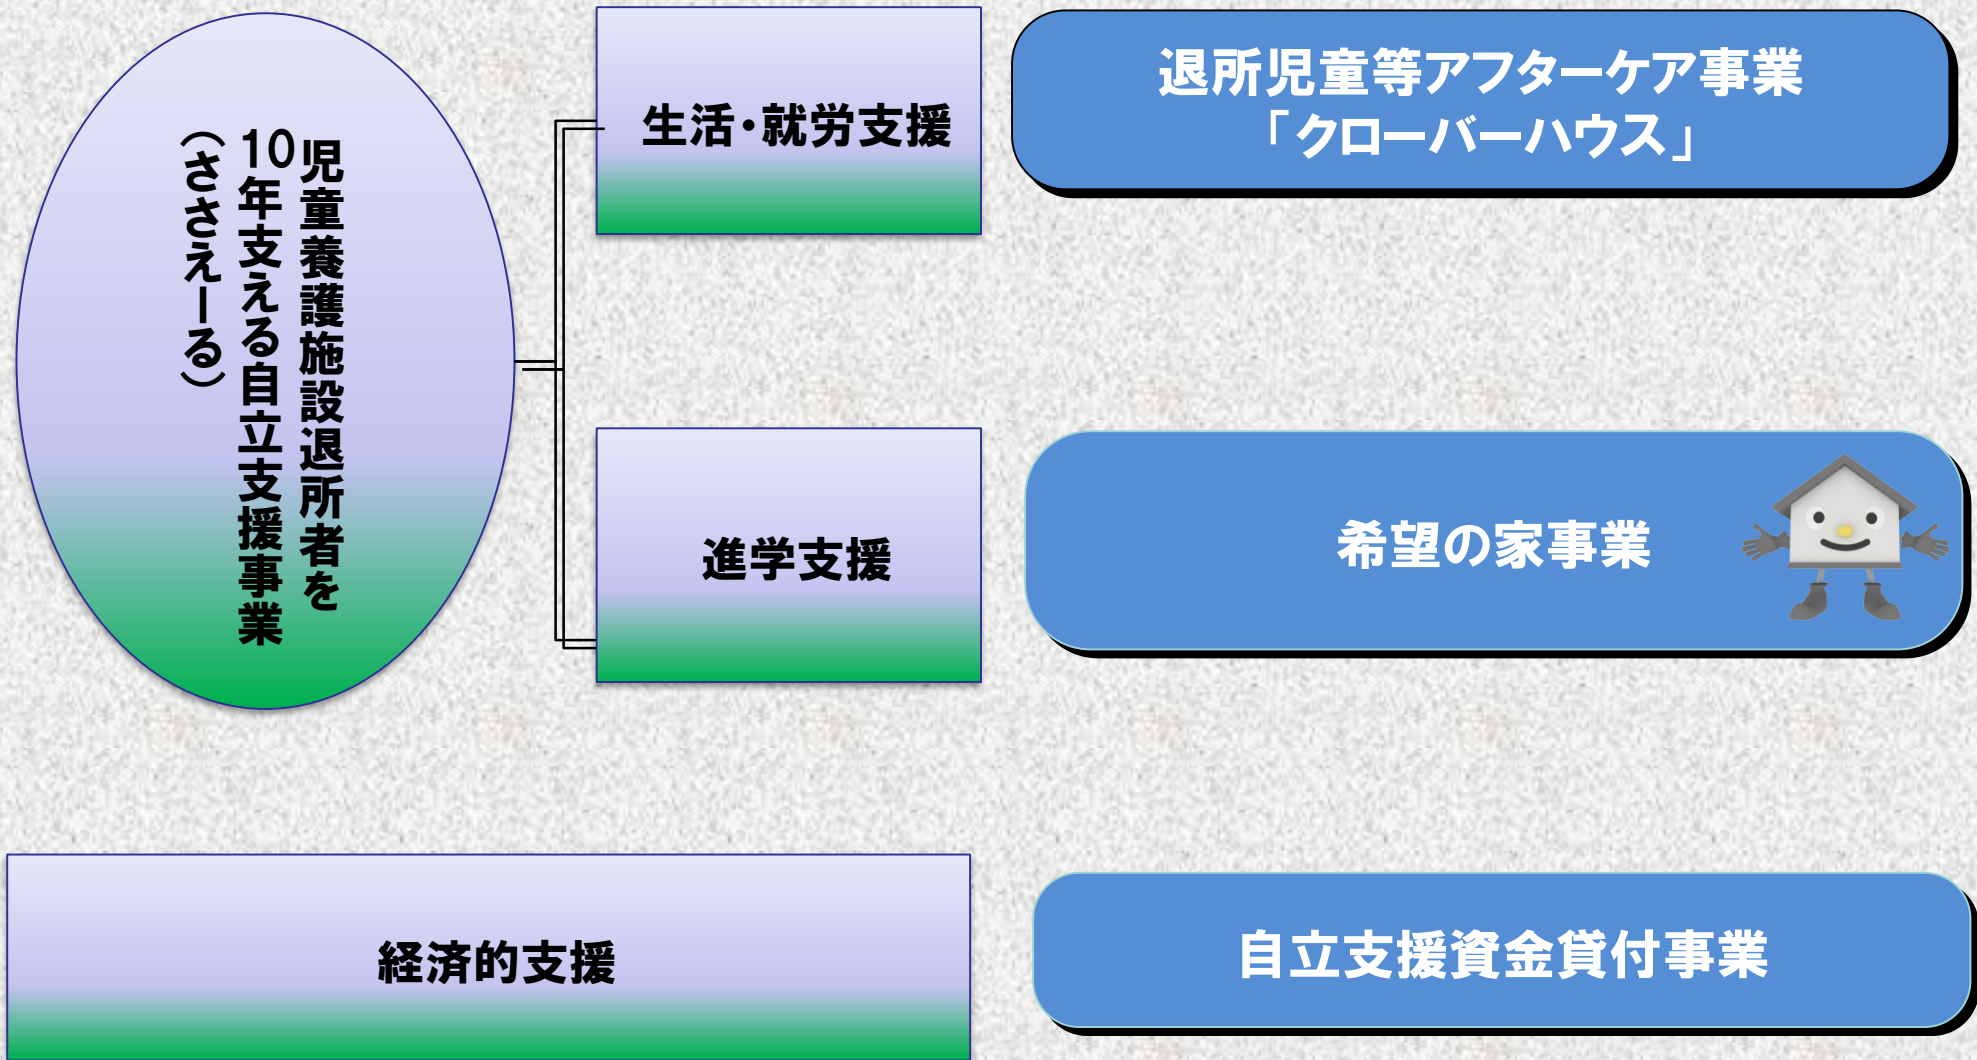 児童養護施設退所者を
10年支える自立支援事業
（ささえーる）
生活・就労支援
退所児童等アフターケア事業
「クローバーハウス」
進学支援
希望の家事業
経済的支援
自立支援資金貸付事業